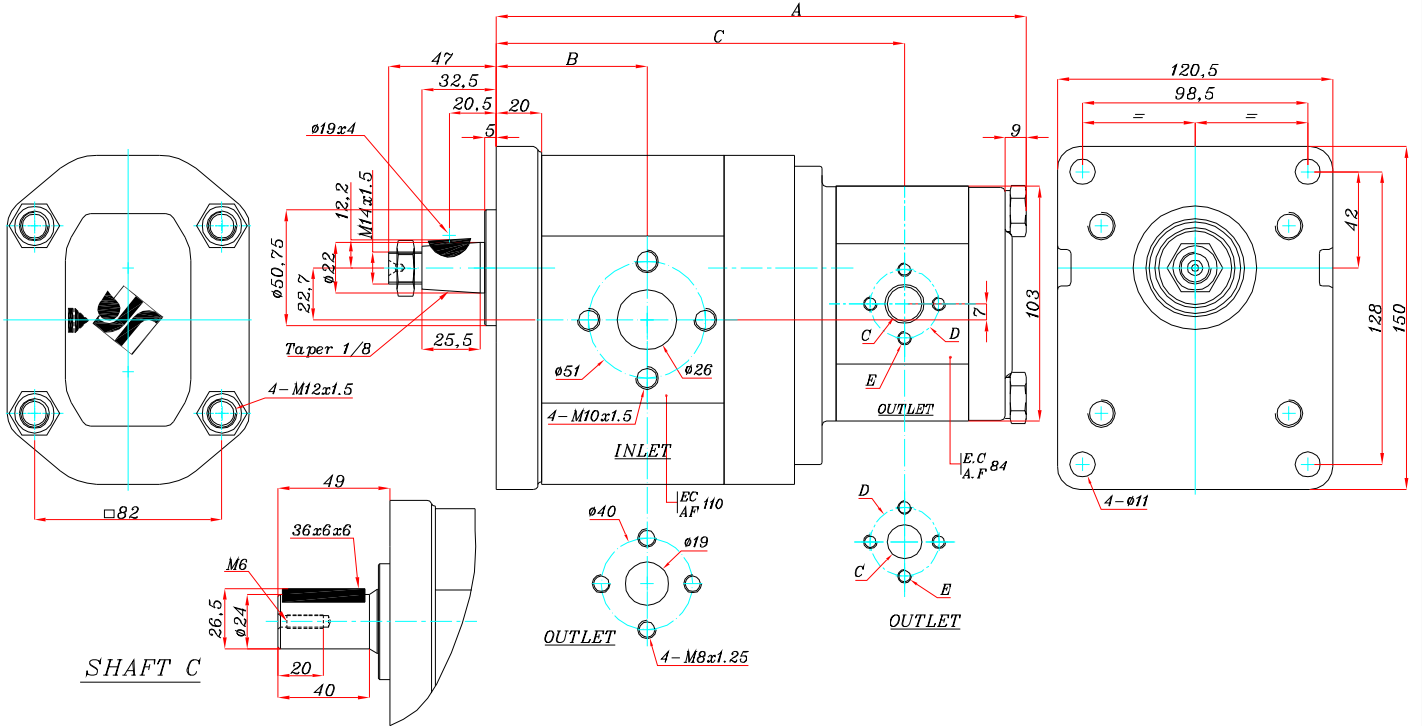 A
C
47
B
32,5
20,5
20
5
ø19x4
12,2
M14x1.5
ø50,75
ø22
22,7
Taper 1/8
25,5
4-M12x1.5
□82
ø51
ø26
4-M10x1.5
INLET
EC
AF 110
9
103
7
C
D
E
OUTLET
E.C
A.F 84
120,5
98,5
=
=
42
128
150
4-ø11
49
36x6x6
M6
26,5
ø24
20
40
SHAFT C
ø40
ø19
OUTLET
4-M8x1.25
D
C
E
OUTLET